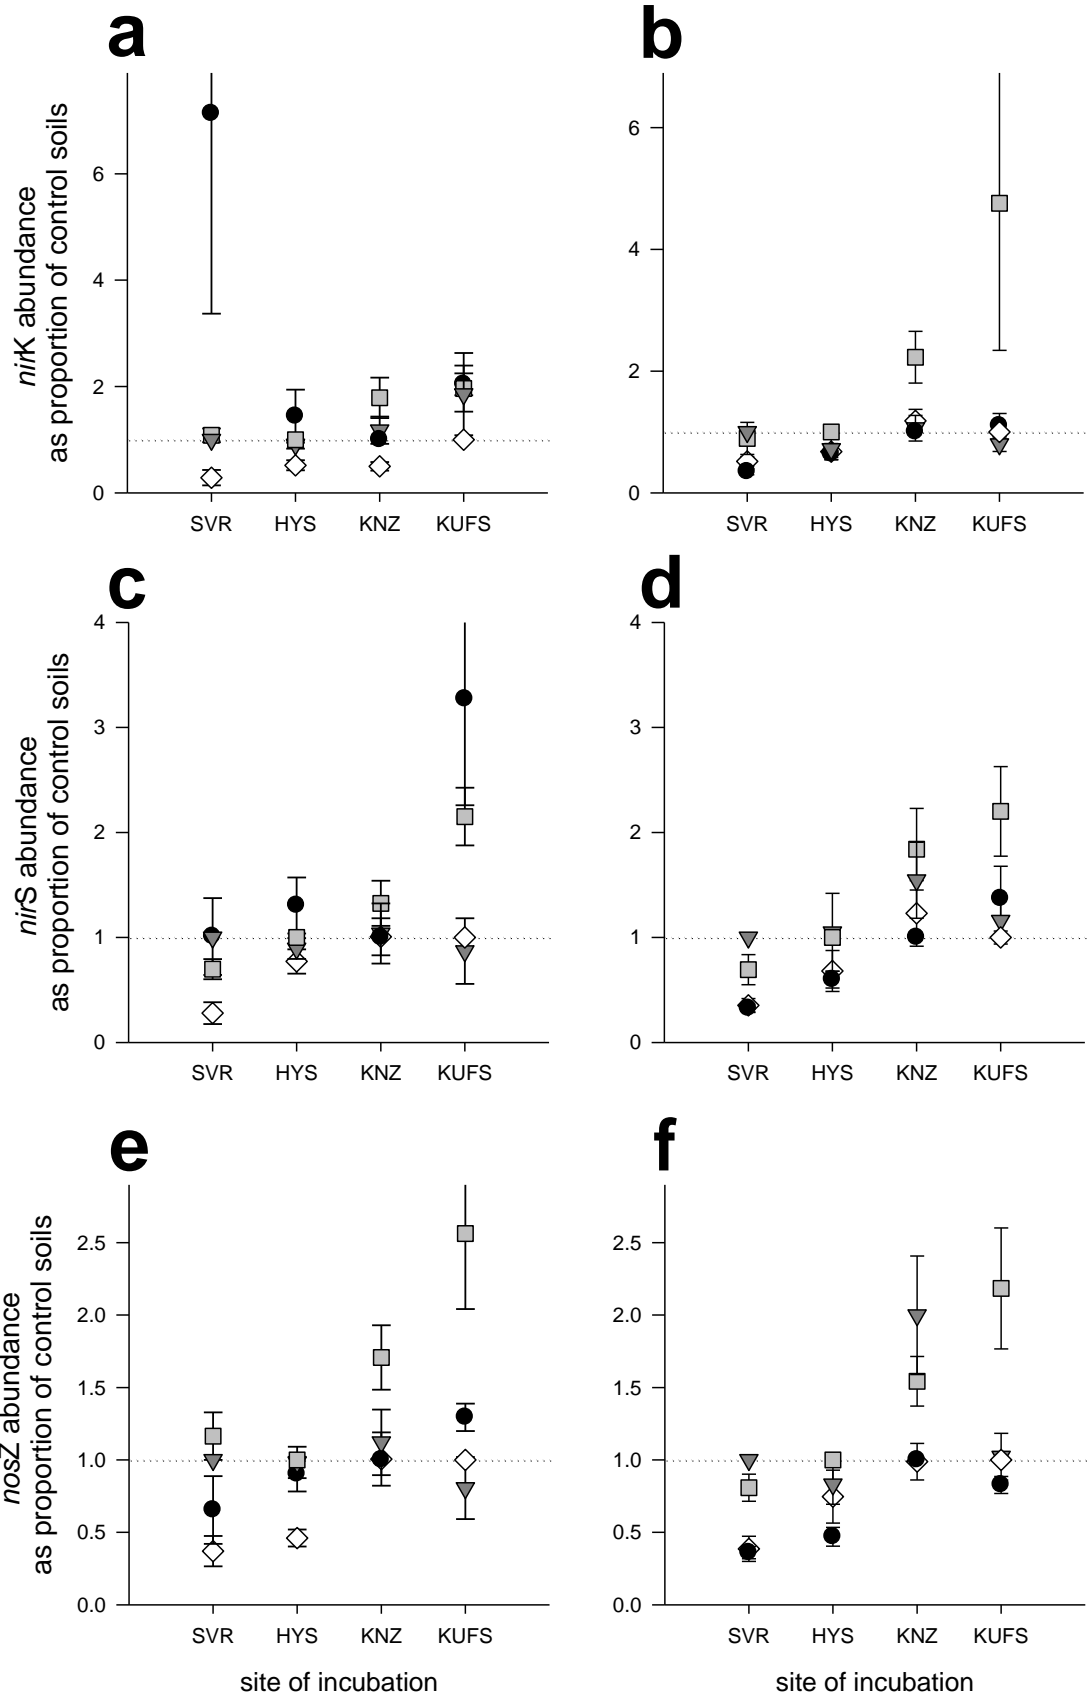 a
b
nirK abundance
as proportion of control soils
6
4
2
0
SVR HYS KNZ KUFS
6
4
2
0
SVR HYS KNZ KUFS
c
d
nirS abundance
as proportion of control soils
4
3
2
1
0
SVR HYS KNZ KUFS
4
3
2
1
0
SVR HYS KNZ KUFS
e
f
nosZ abundance
as proportion of control soils
2.5
2.0
1.5
1.0
0.5
0.0
SVR HYS KNZ KUFS
site of incubation
2.5
2.0
1.5
1.0
0.5
0.0
SVR HYS KNZ KUFS
site of incubation